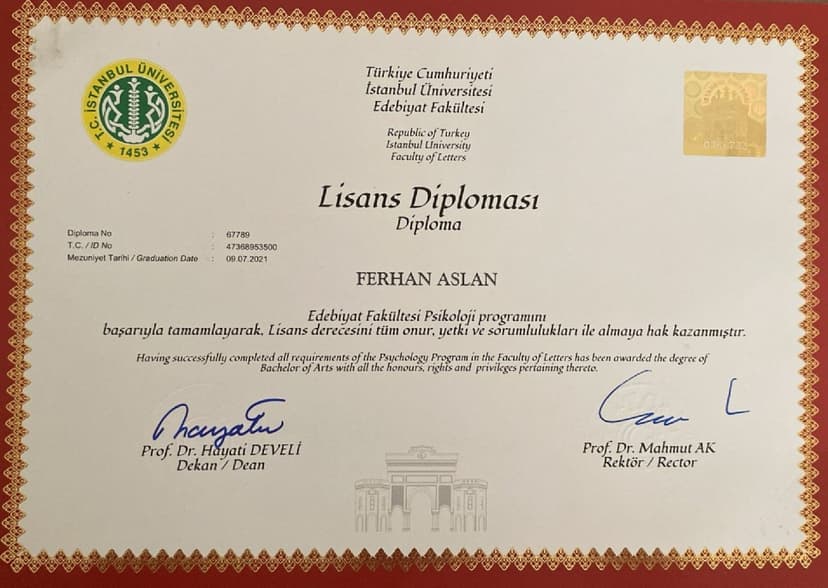 T.C. İSTANBUL ÜNİVERSİTESİ
★ 1453 ★
Türkiye Cumhuriyeti
İstanbul Üniversitesi
Edebiyat Fakültesi
Republic of Turkey
Istanbul University
Faculty of Letters
Lisans Diploması
Diploma
Diploma No : 67789
T.C. / ID No : 47368953500
Mezuniyet Tarihi / Graduation Date : 09.07.2021
FERHAN ASLAN
Edebiyat Fakültesi Psikoloji programını
başarıyla tamamlayarak, Lisans derecesini tüm onur, yetki ve sorumlulukları ile almaya hak kazanmıştır.
Having successfully completed all requirements of the Psychology Program in the Faculty of Letters has been awarded the degree of
Bachelor of Arts with all the honours, rights and privileges pertaining thereto.
Prof. Dr. Hayati DEVELİ
Dekan / Dean
Prof. Dr. Mahmut AK
Rektör / Rector